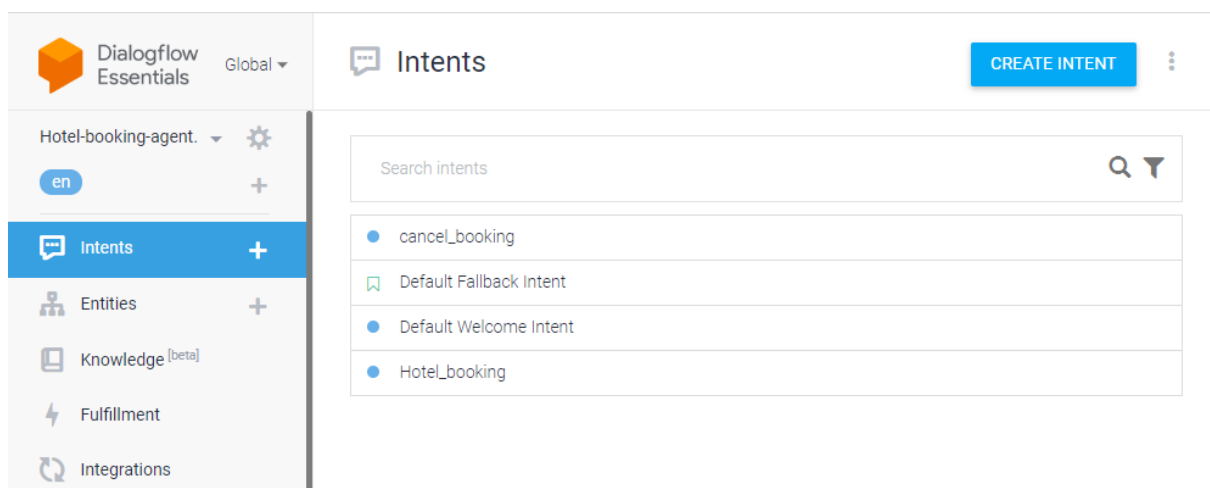 Dialogflow
Essentials
Global
Intents
CREATE INTENT
Hotel-booking-agent.
en
Search intents
Intents
cancel_booking
Default Fallback Intent
Entities
Default Welcome Intent
Knowledge [beta]
Hotel_booking
Fulfillment
Integrations